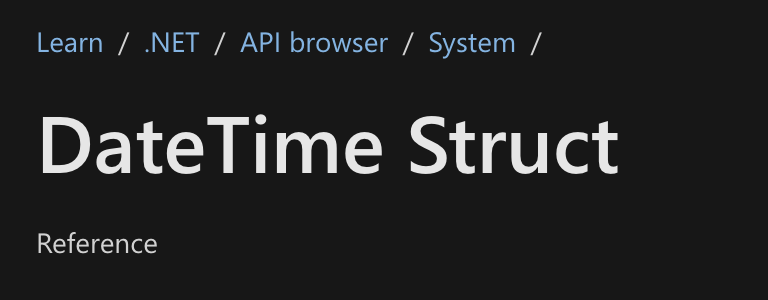 Learn / .NET / API browser / System /
DateTime Struct
Reference